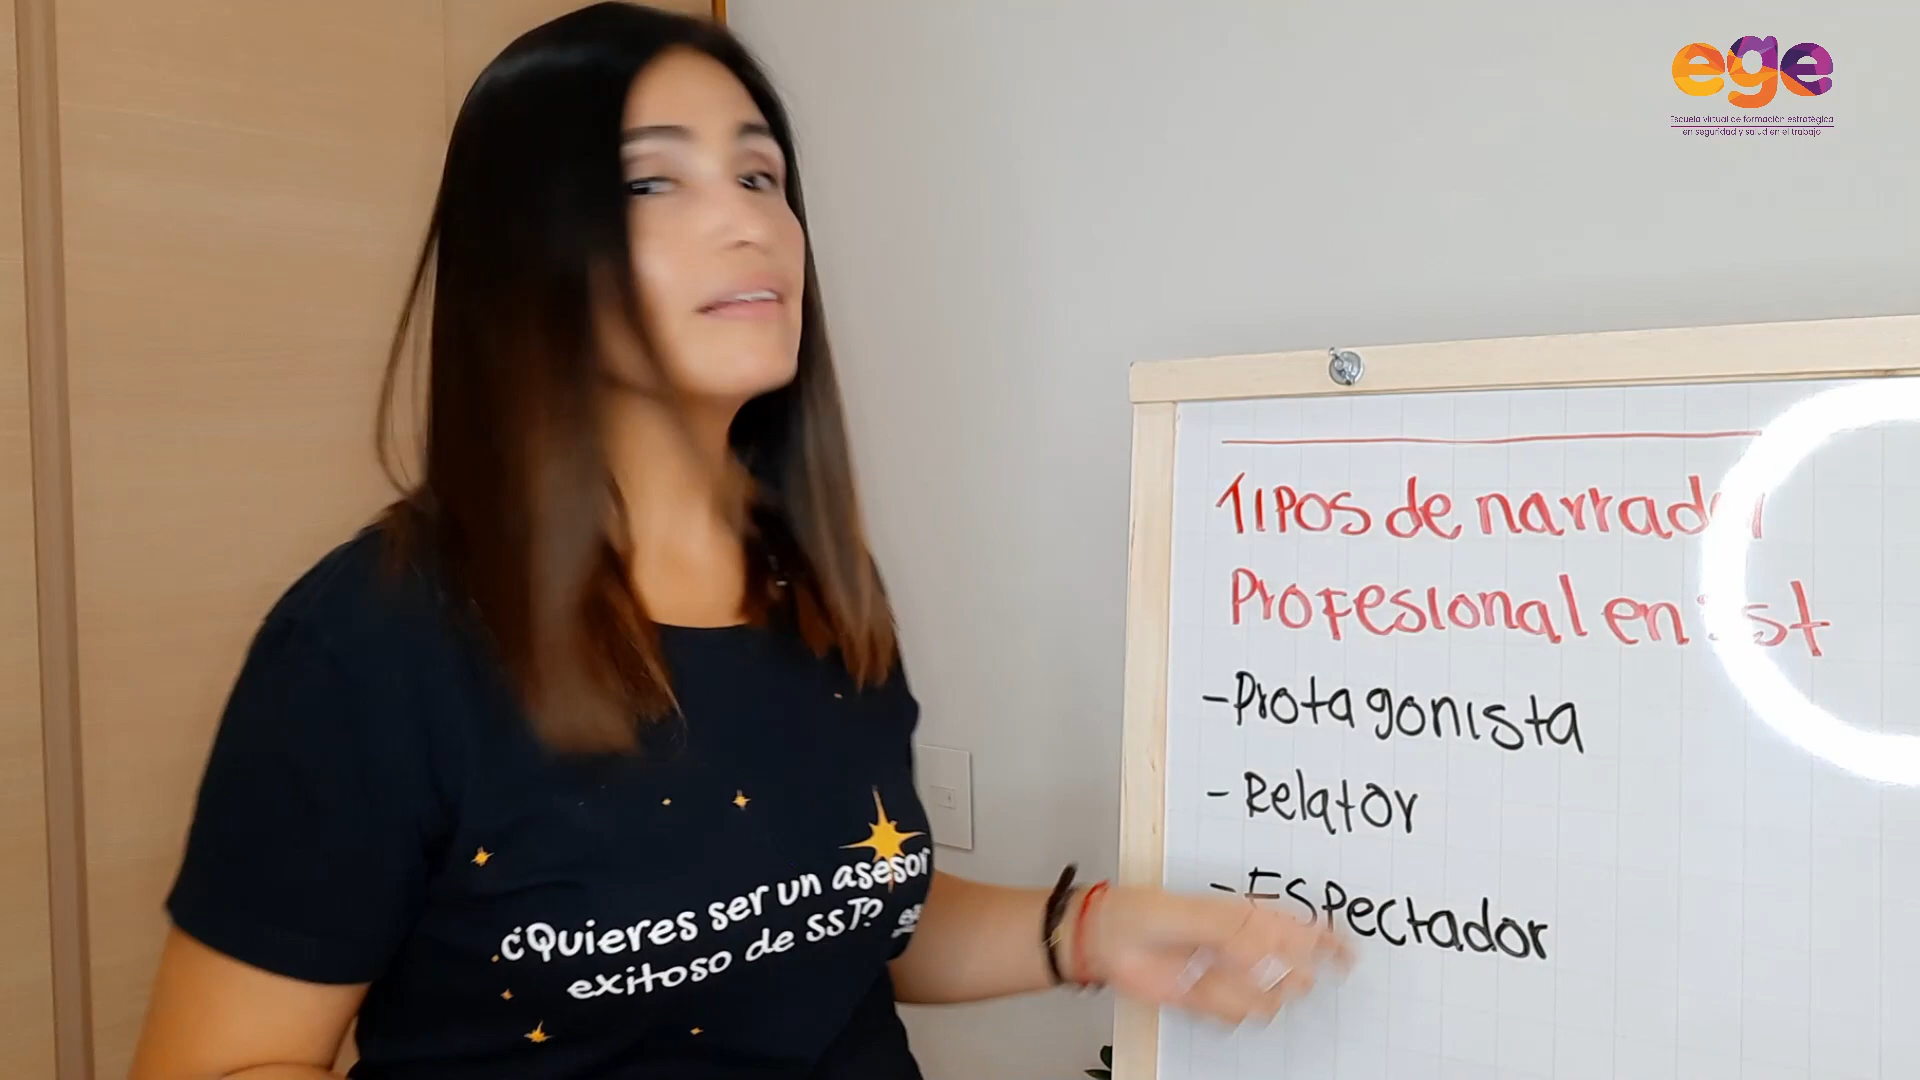 ege
Escuela virtual de formación estratégica
en seguridad y salud en el trabajo
TIPOS de narrador
Profesional en sst
- Protagonista
- Relator
- Espectador
¿Quieres ser un asesor
exitoso de SST?